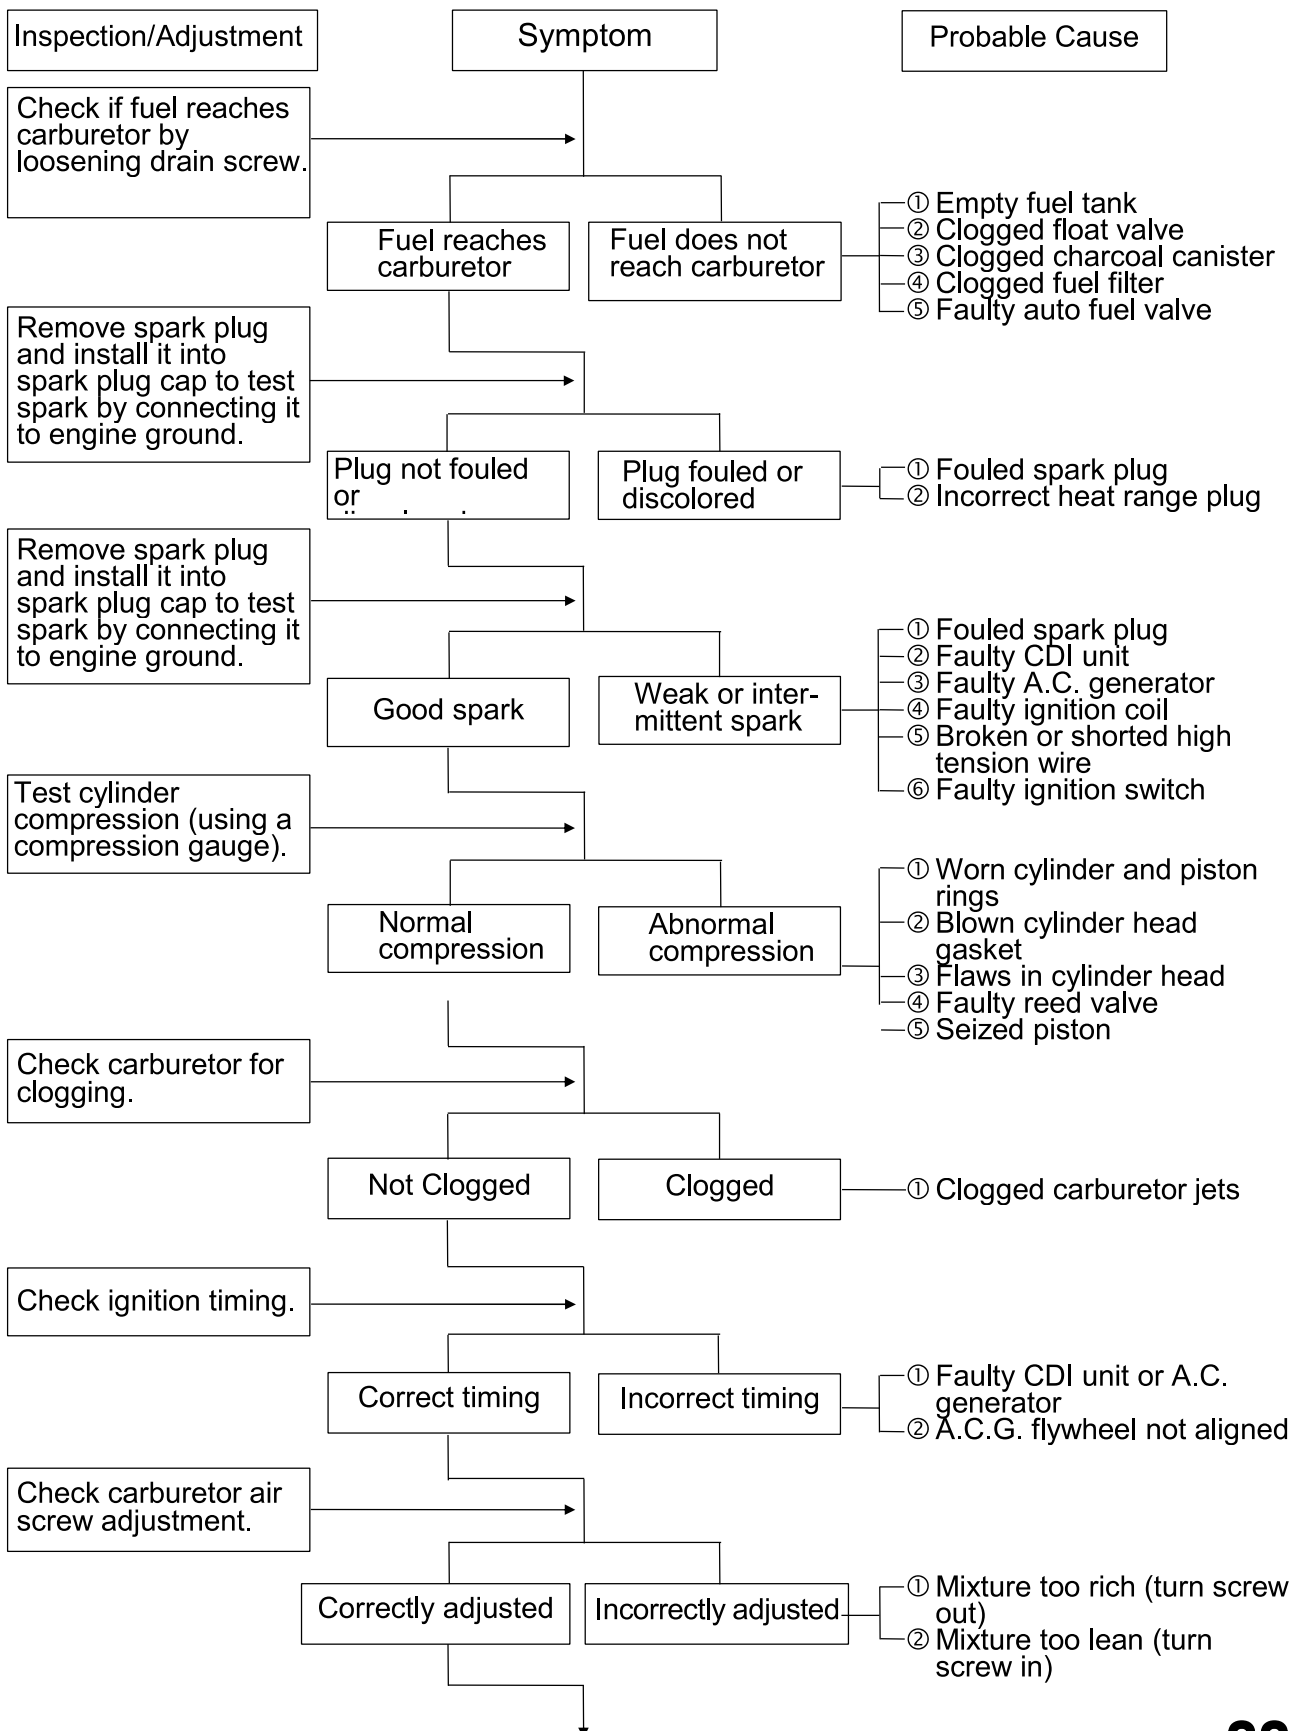 Inspection/Adjustment
Symptom
Probable Cause
Check if fuel reaches
carburetor by
loosening drain screw.
Fuel reaches
carburetor
Fuel does not
reach carburetor
① Empty fuel tank
② Clogged float valve
③ Clogged charcoal canister
④ Clogged fuel filter
⑤ Faulty auto fuel valve
Remove spark plug
and install it into
spark plug cap to test
spark by connecting it
to engine ground.
Plug not fouled
or
Plug fouled or
discolored
① Fouled spark plug
② Incorrect heat range plug
Remove spark plug
and install it into
spark plug cap to test
spark by connecting it
to engine ground.
Good spark
Weak or inter-
mittent spark
① Fouled spark plug
② Faulty CDI unit
③ Faulty A.C. generator
④ Faulty ignition coil
⑤ Broken or shorted high
tension wire
⑥ Faulty ignition switch
Test cylinder
compression (using a
compression gauge).
Normal
compression
Abnormal
compression
① Worn cylinder and piston
rings
② Blown cylinder head
gasket
③ Flaws in cylinder head
④ Faulty reed valve
⑤ Seized piston
Check carburetor for
clogging.
Not Clogged
Clogged
① Clogged carburetor jets
Check ignition timing.
Correct timing
Incorrect timing
① Faulty CDI unit or A.C.
generator
② A.C.G. flywheel not aligned
Check carburetor air
screw adjustment.
Correctly adjusted
Incorrectly adjusted
① Mixture too rich (turn screw
out)
② Mixture too lean (turn
screw in)